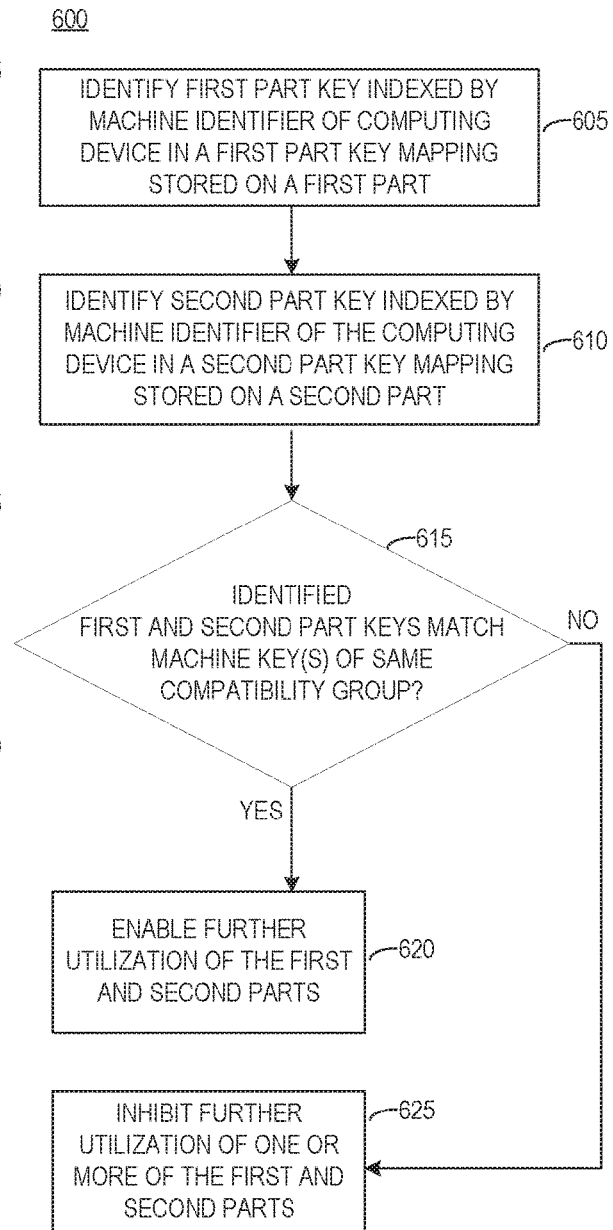 600
IDENTIFY FIRST PART KEY INDEXED BY
MACHINE IDENTIFIER OF COMPUTING
DEVICE IN A FIRST PART KEY MAPPING
STORED ON A FIRST PART
605
IDENTIFY SECOND PART KEY INDEXED BY
MACHINE IDENTIFIER OF THE COMPUTING
DEVICE IN A SECOND PART KEY MAPPING
STORED ON A SECOND PART
610
615
IDENTIFIED
FIRST AND SECOND PART KEYS MATCH
MACHINE KEY(S) OF SAME
COMPATIBILITY GROUP?
NO
YES
ENABLE FURTHER
UTILIZATION OF THE FIRST
AND SECOND PARTS
620
INHIBIT FURTHER
UTILIZATION OF ONE OR
MORE OF THE FIRST AND
SECOND PARTS
625